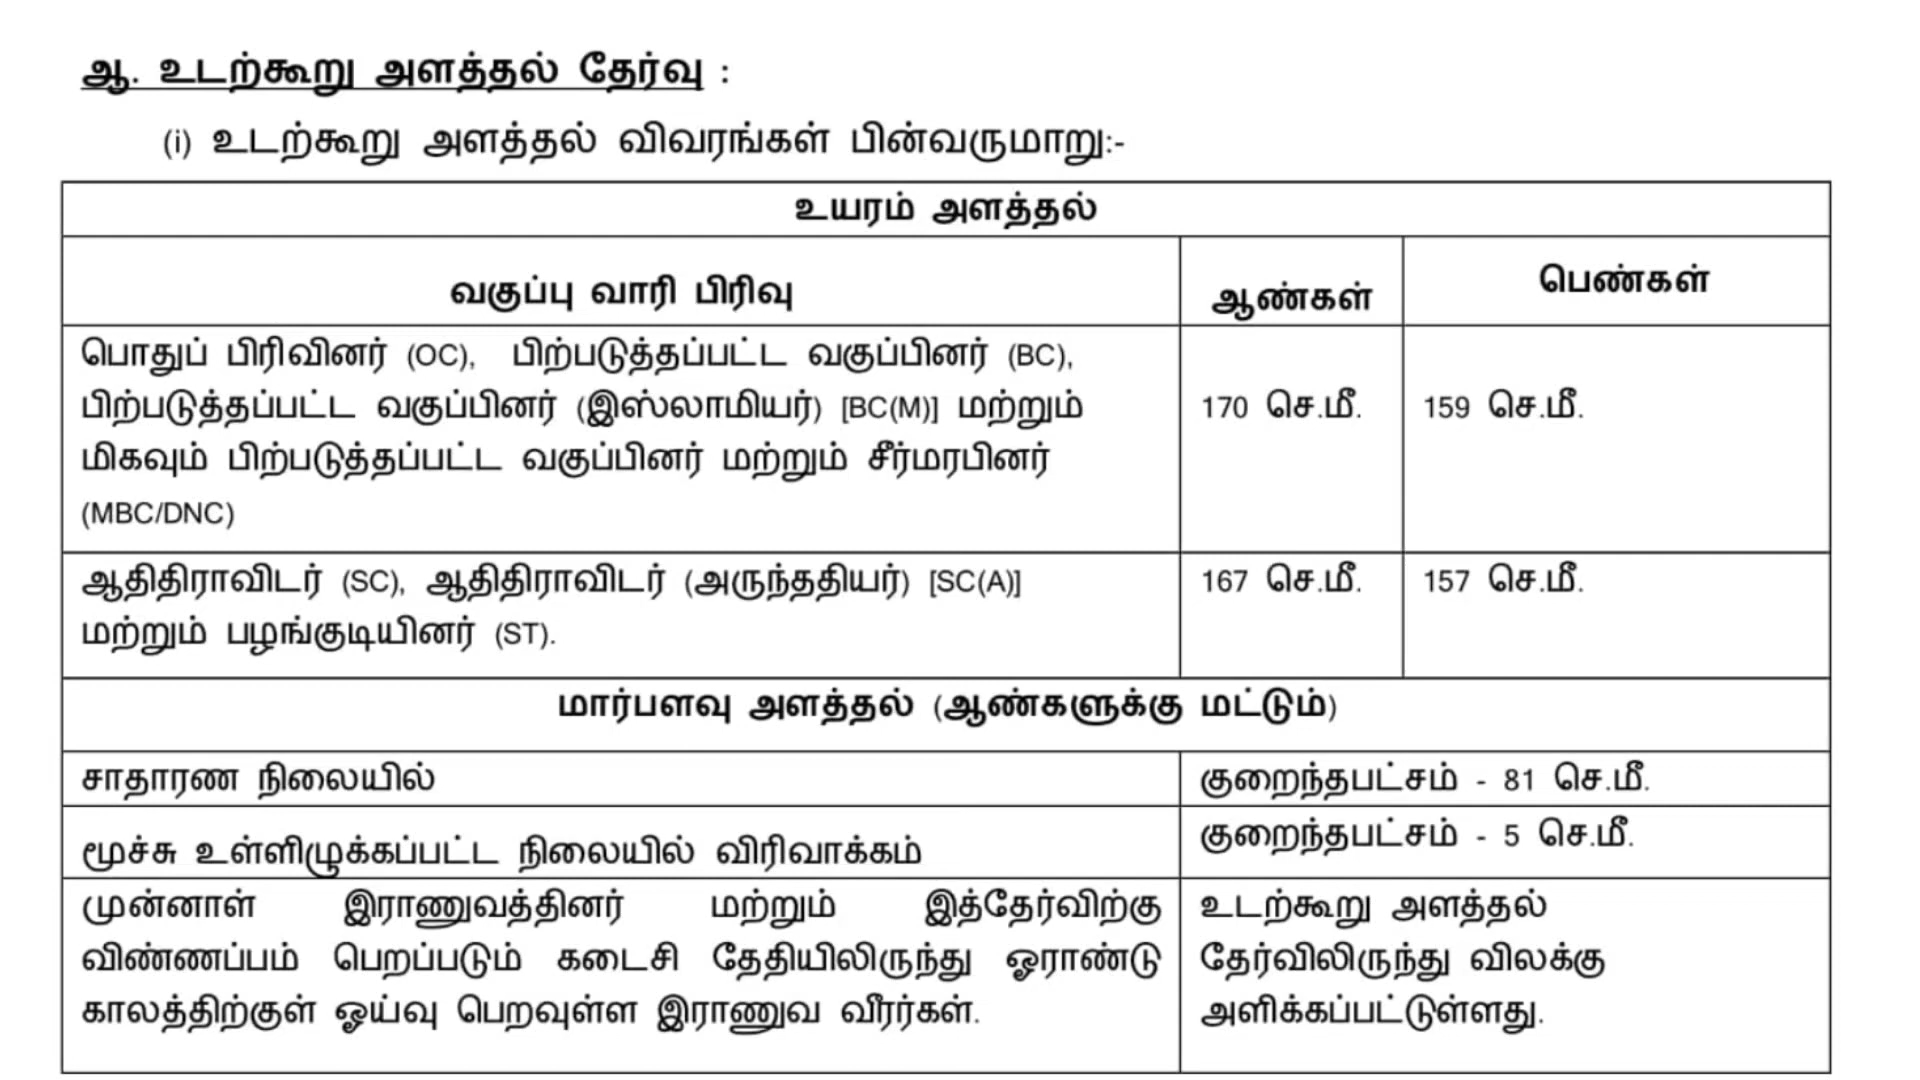 ஆ. உடற்கூறு அளத்தல் தேர்வு :
(i) உடற்கூறு அளத்தல் விவரங்கள் பின்வருமாறு:-
உயரம் அளத்தல்
வகுப்பு வாரி பிரிவு ஆண்கள் பெண்கள்
பொதுப் பிரிவினர் (OC), பிற்படுத்தப்பட்ட வகுப்பினர் (BC),
பிற்படுத்தப்பட்ட வகுப்பினர் (இஸ்லாமியர்) [BC(M)] மற்றும்
மிகவும் பிற்படுத்தப்பட்ட வகுப்பினர் மற்றும் சீர்மரபினர்
(MBC/DNC)
170 செ.மீ.
159 செ.மீ.
ஆதிதிராவிடர் (SC), ஆதிதிராவிடர் (அருந்ததியர்) [SC(A)]
மற்றும் பழங்குடியினர் (ST).
167 செ.மீ.
157 செ.மீ.
மார்பளவு அளத்தல் (ஆண்களுக்கு மட்டும்)
சாதாரண நிலையில்
குறைந்தபட்சம் - 81 செ.மீ.
மூச்சு உள்ளிழுக்கப்பட்ட நிலையில் விரிவாக்கம்
குறைந்தபட்சம் - 5 செ.மீ.
முன்னாள் இராணுவத்தினர் மற்றும் இத்தேர்விற்கு
விண்ணப்பம் பெறப்படும் கடைசி தேதியிலிருந்து ஓராண்டு
காலத்திற்குள் ஓய்வு பெறவுள்ள இராணுவ வீரர்கள்.
உடற்கூறு அளத்தல்
தேர்விலிருந்து விலக்கு
அளிக்கப்பட்டுள்ளது.